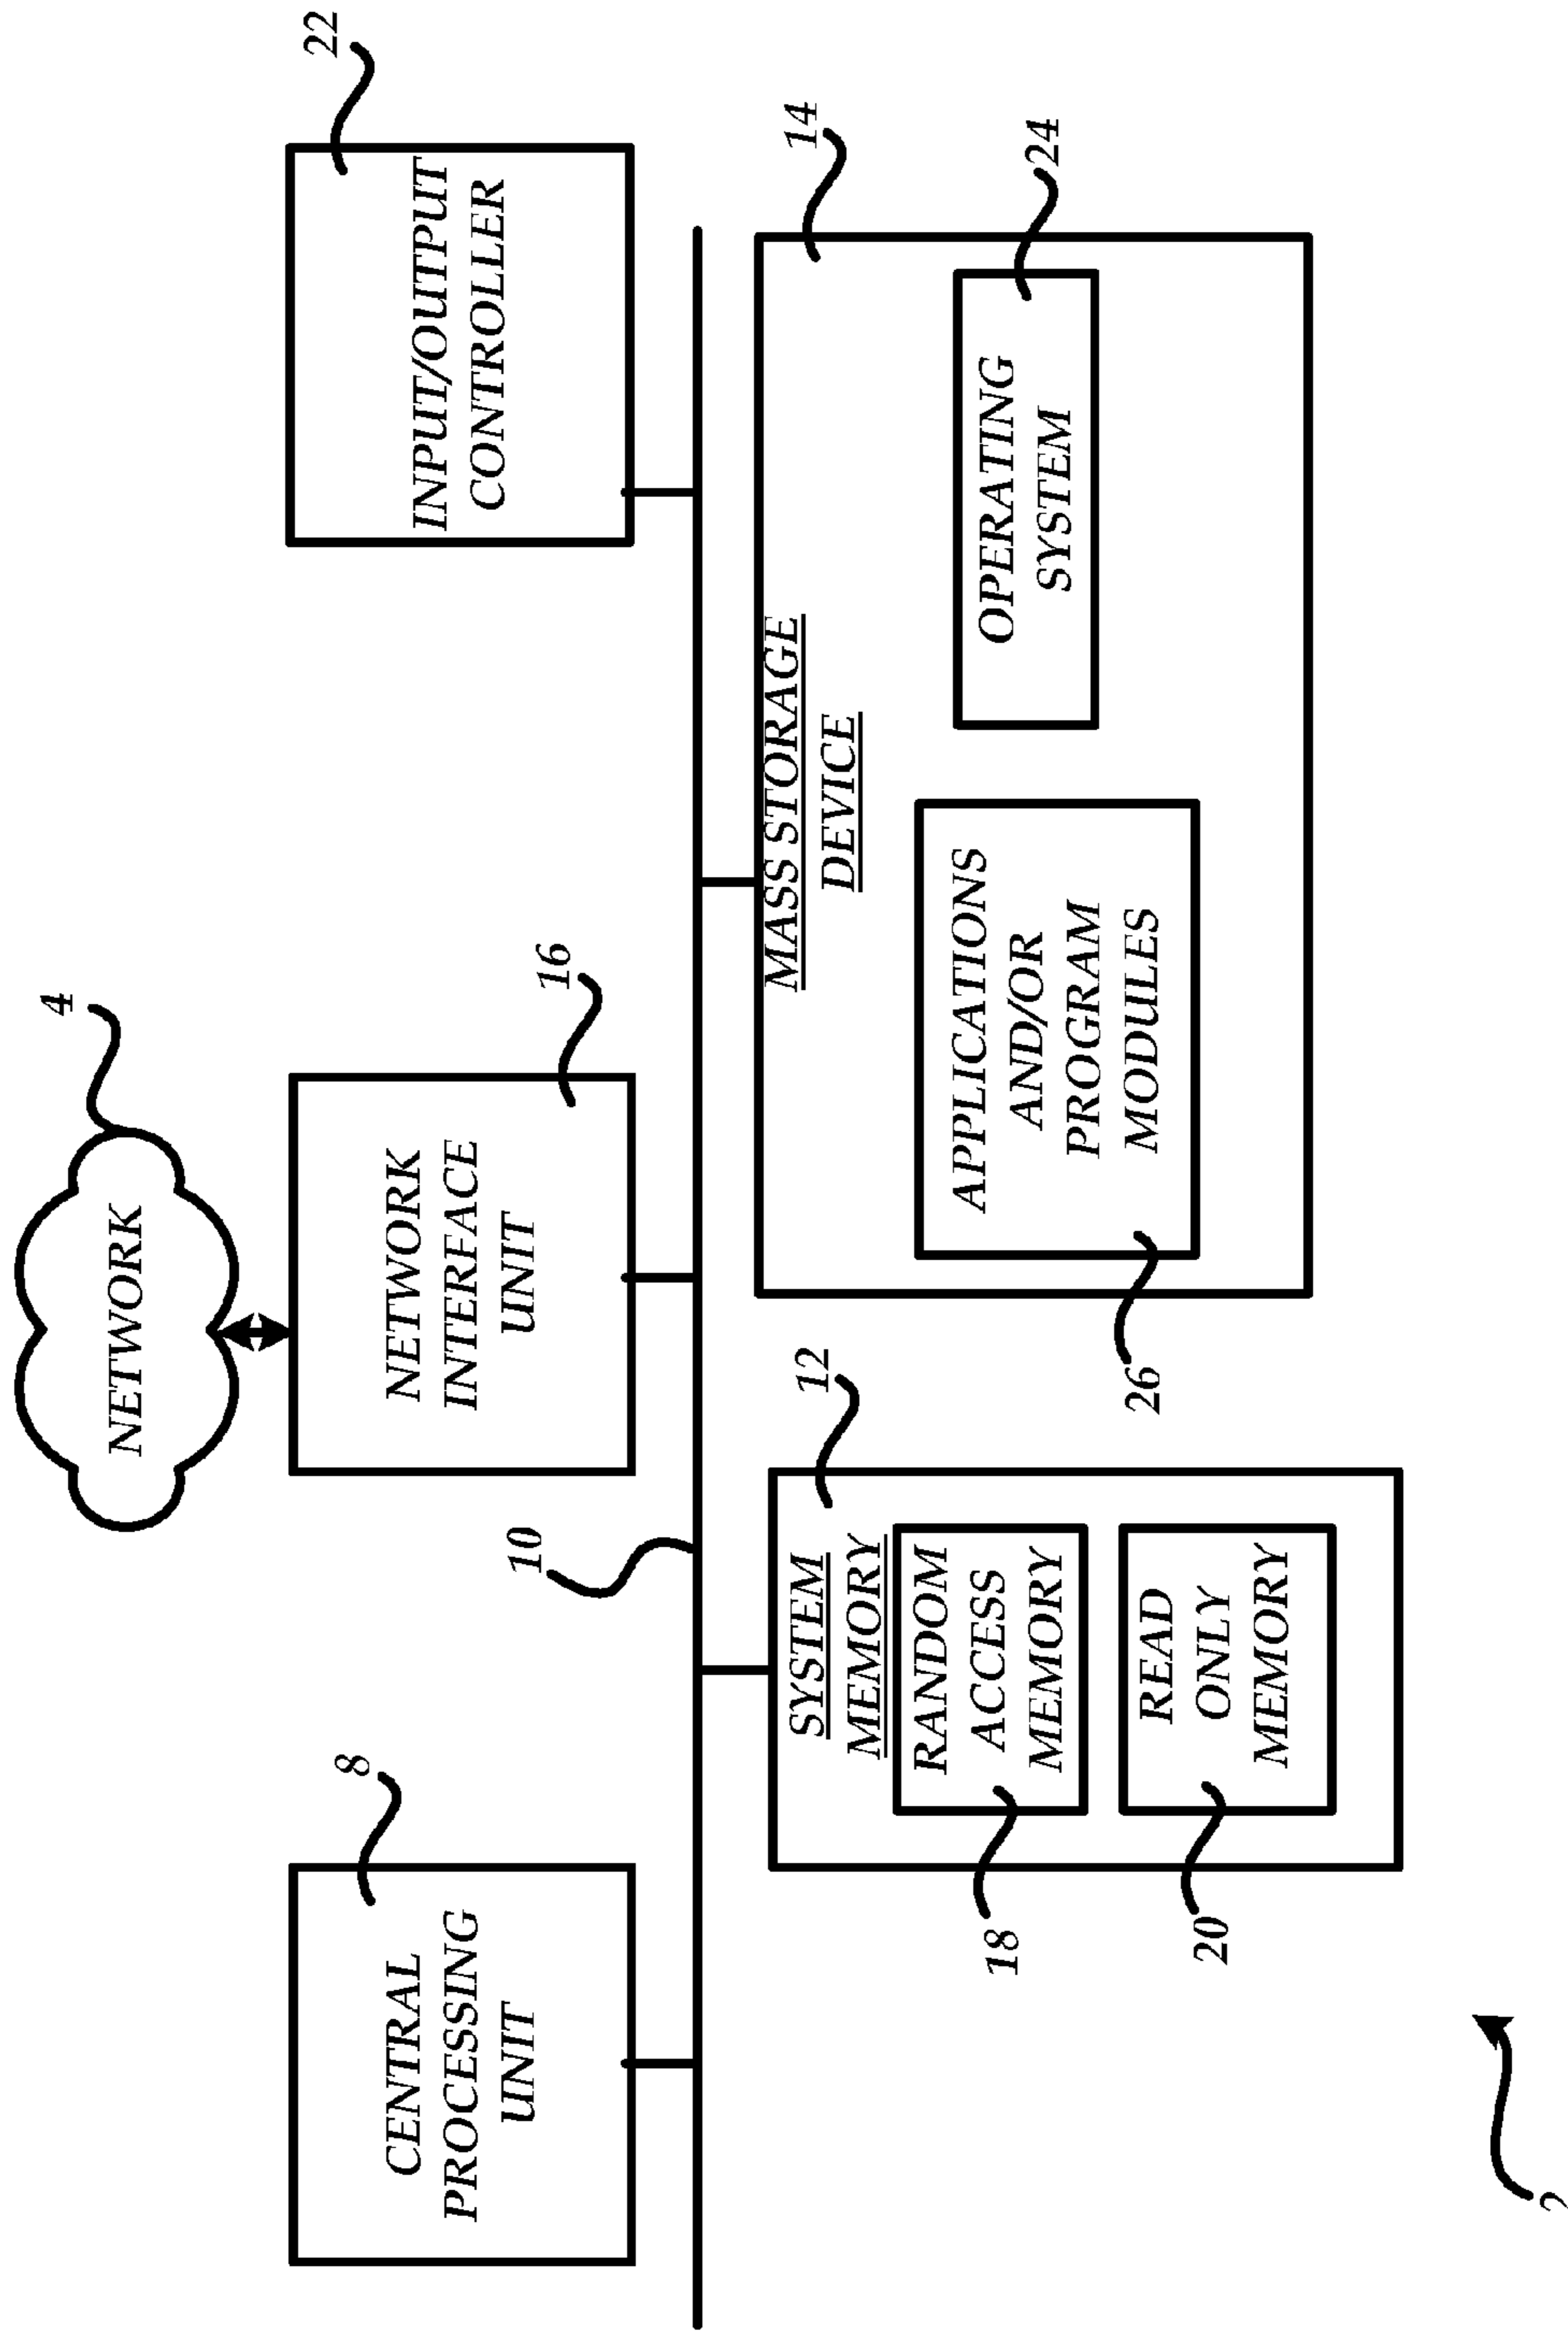 NETWORK
4
CENTRAL
PROCESSING
UNIT
8
NETWORK
INTERFACE
UNIT
16
INPUT/OUTPUT
CONTROLLER
22
10
SYSTEM
MEMORY
12
RANDOM
ACCESS
MEMORY
18
READ
ONLY
MEMORY
20
MASS STORAGE
DEVICE
14
APPLICATIONS
AND/OR
PROGRAM
MODULES
26
OPERATING
SYSTEM
24
2